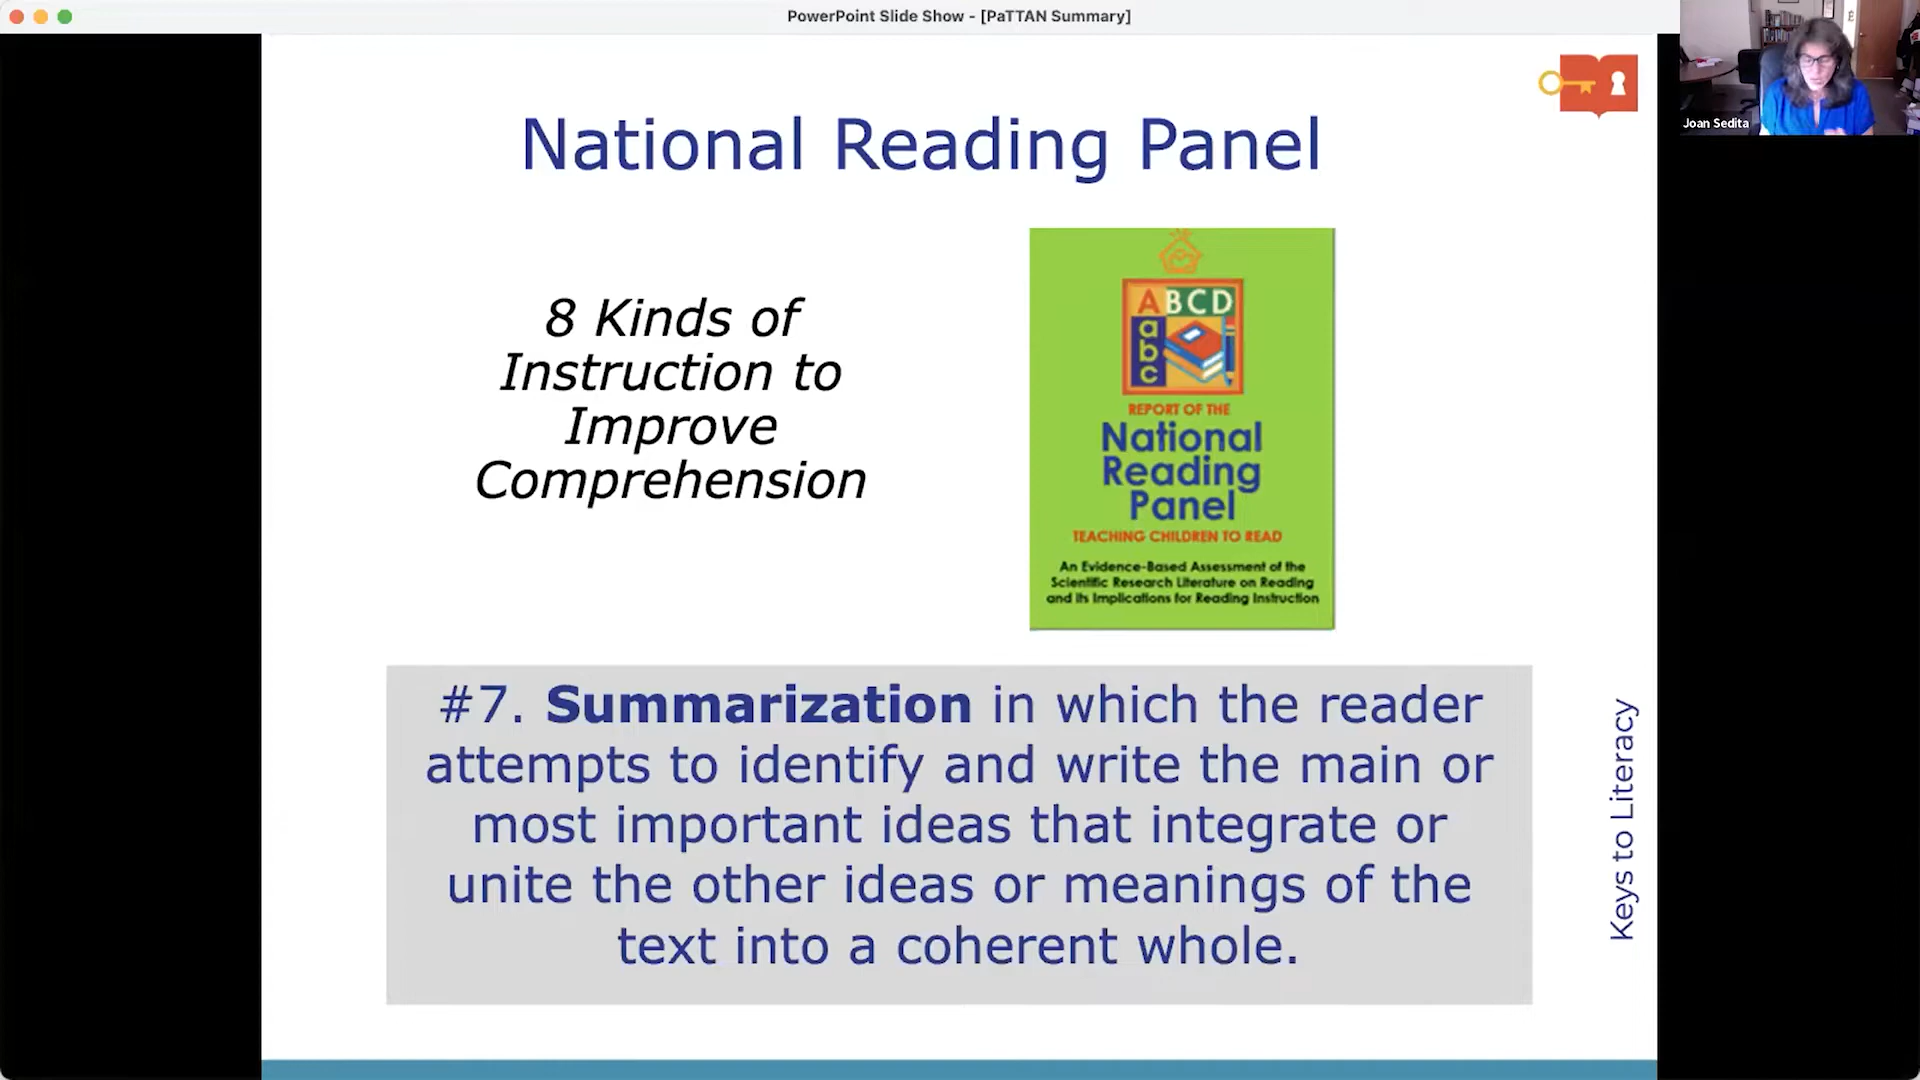 PowerPoint Slide Show - [PaTTAN Summary]
Joan Sedita
National Reading Panel
8 Kinds of
Instruction to
Improve
Comprehension
ABCD
a
b
c
REPORT OF THE
National
Reading
Panel
TEACHING CHILDREN TO READ
An Evidence-Based Assessment of the
Scientific Research Literature on Reading
and Its Implications for Reading Instruction
#7. Summarization in which the reader
attempts to identify and write the main or
most important ideas that integrate or
unite the other ideas or meanings of the
text into a coherent whole.
Keys to Literacy